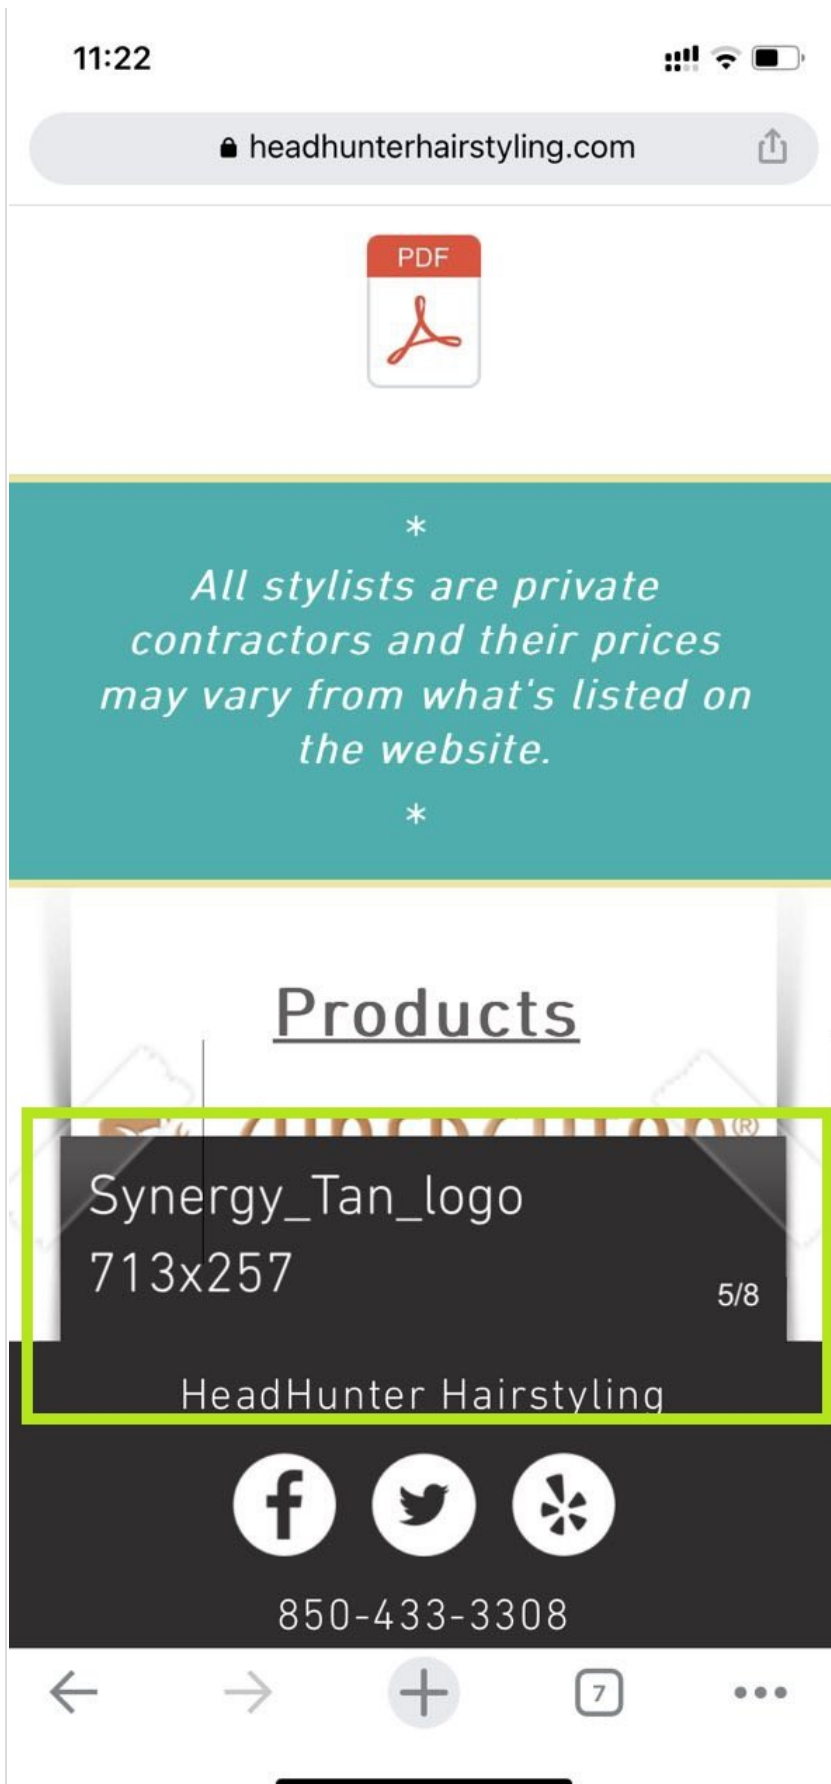 11:22
headhunterhairstyling.com
PDF
*
All stylists are private
contractors and their prices
may vary from what's listed on
the website.
*
Products
®
Synergy_Tan_logo
713x257
5/8
HeadHunter Hairstyling
850-433-3308
7